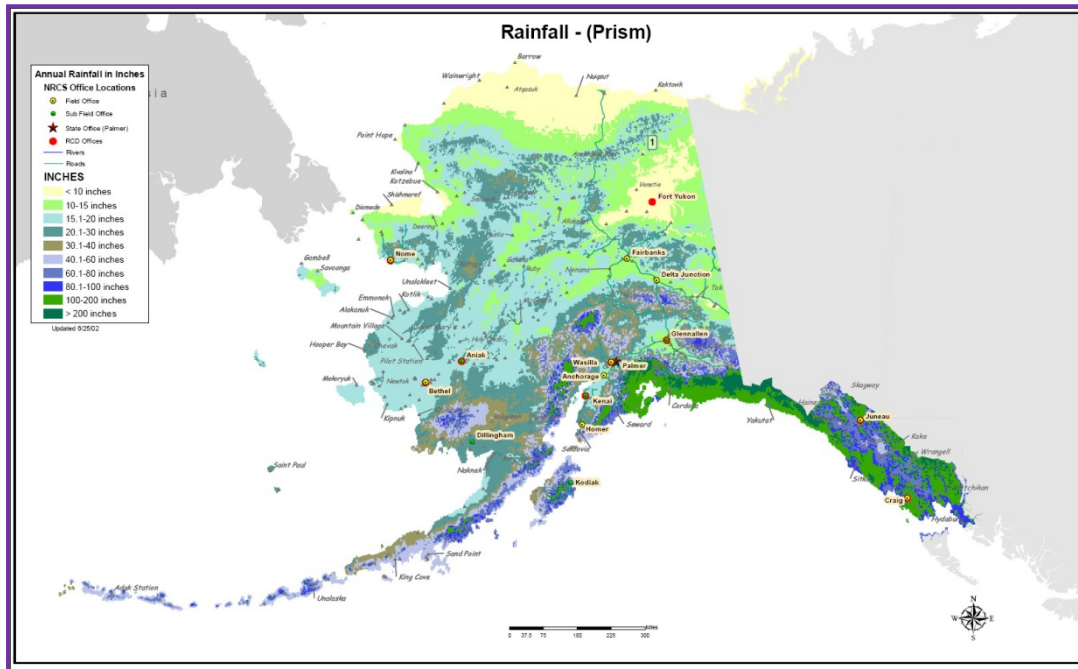 Rainfall - (Prism)
Annual Rainfall in Inches
NRCS Office Locations
Field Office
Sub Field Office
State Office (Palmer)
RCD Offices
Rivers
Roads
INCHES
< 10 inches
10-15 inches
15.1-20 inches
20.1-30 inches
30.1-40 inches
40.1-60 inches
60.1-80 inches
80.1-100 inches
100-200 inches
> 200 inches
Updated 6/25/02
sia
Barrow
Wainwright
Atqasuk
Nuiqsut
Kaktovik
Point Hope
1
Kivalina
Kotzebue
Shishmaref
Venetie
Fort Yukon
Diomede
Deering
Nome
Gambell
Savoonga
Fairbanks
Ruby
Nenana
Delta Junction
Tok
Unalakleet
Emmonak
Kotlik
Alakanuk
Mountain Village
Hooper Bay
Pilot Station
Aniak
Glennallen
Wasilla
Palmer
Anchorage
Mekoryuk
Newtok
Bethel
Kenai
Kipnuk
Cordova
Yakutat
Skagway
Haines
Juneau
Dillingham
Homer
Seward
Seldovia
Kake
Wrangell
Saint Paul
Naknek
Kodiak
Sitka
Craig
Hydaburg
Sand Point
King Cove
Adak Station
Unalaska
Miles
0 37.5 75 150 225 300
N
W E
S